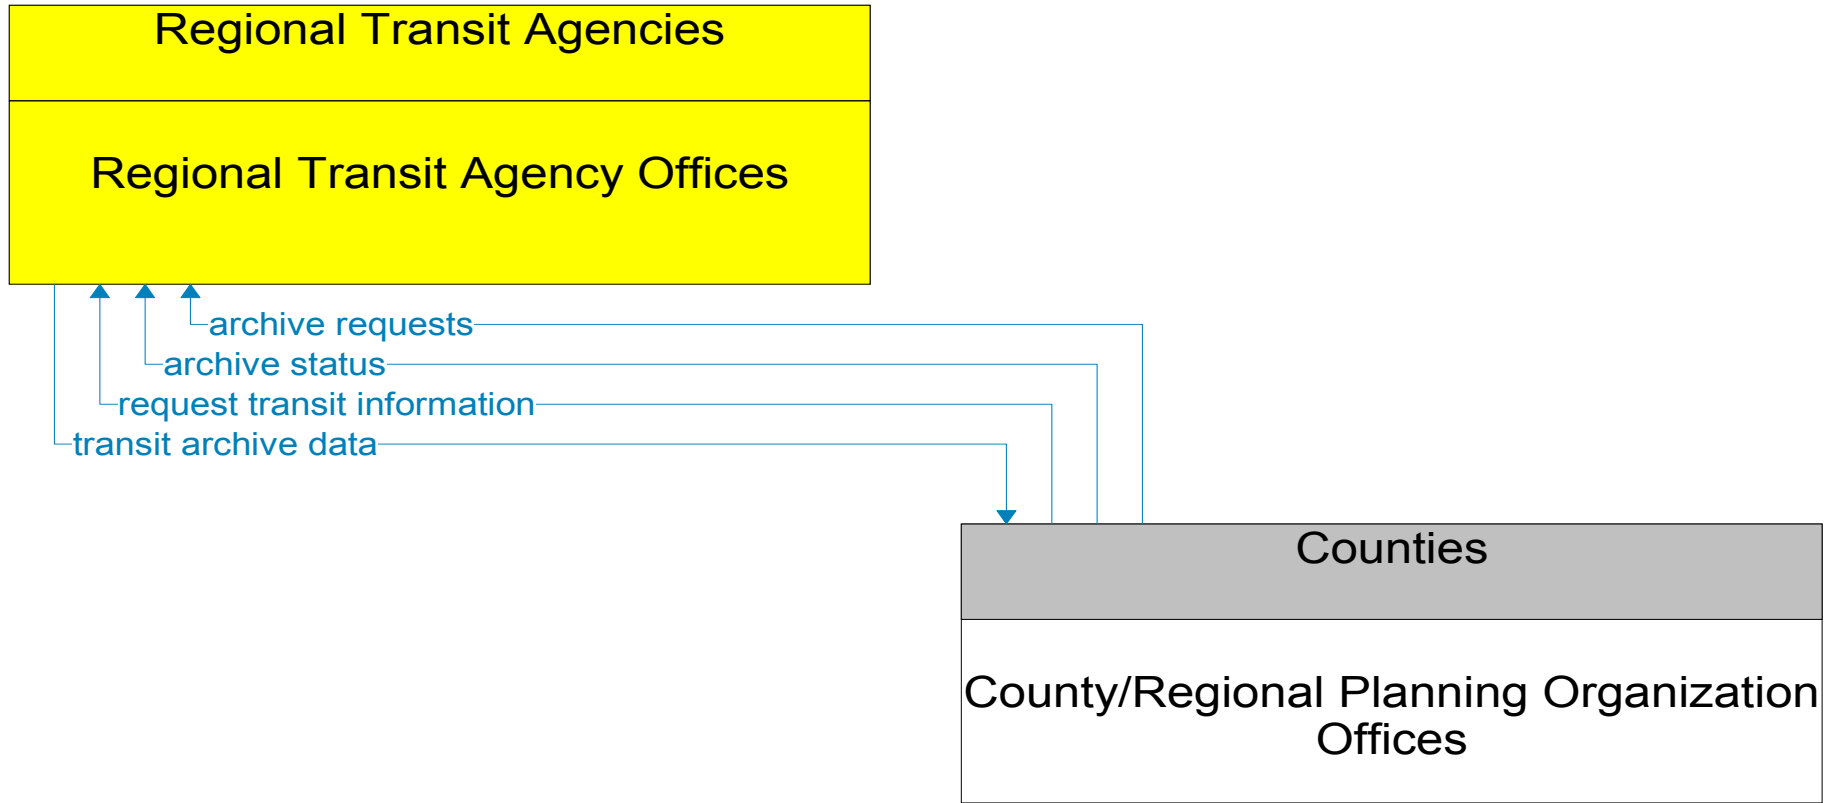 Regional Transit Agencies
Regional Transit Agency Offices
archive requests
archive status
request transit information
transit archive data
Counties
County/Regional Planning Organization
Offices